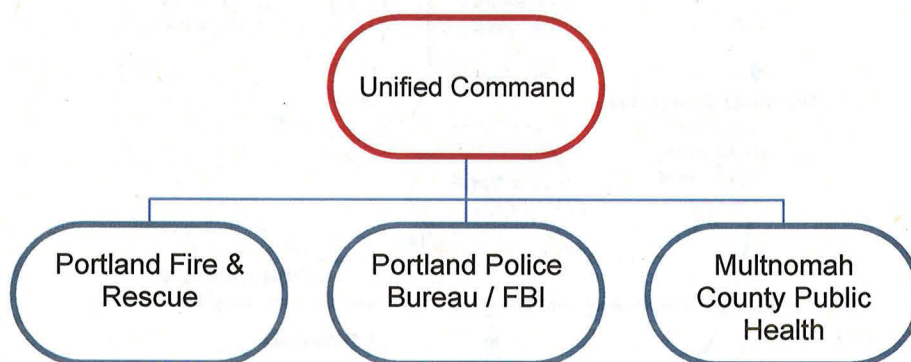 Unified Command
Portland Fire &
Rescue
Portland Police
Bureau / FBI
Multnomah
County Public
Health